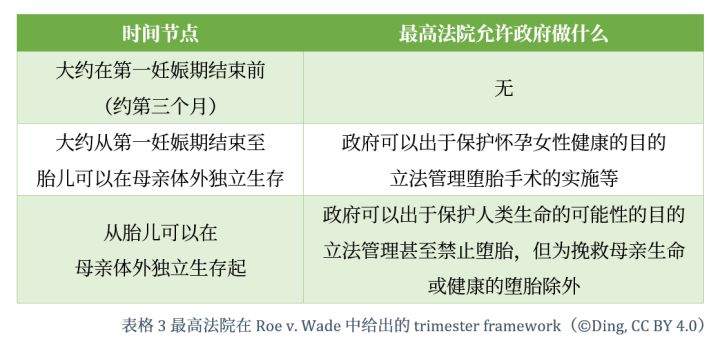 时间节点
最高法院允许政府做什么
大约在第一妊娠期结束前
（约第三个月）
无
大约从第一妊娠期结束至
胎儿可以在母亲体外独立生存
政府可以出于保护怀孕女性健康的目的
立法管理堕胎手术的实施等
从胎儿可以在
母亲体外独立生存起
政府可以出于保护人类生命的可能性的目的
立法管理甚至禁止堕胎，但为挽救母亲生命
或健康的堕胎除外
表格 3 最高法院在 Roe v. Wade 中给出的 trimester framework（©Ding, CC BY 4.0）